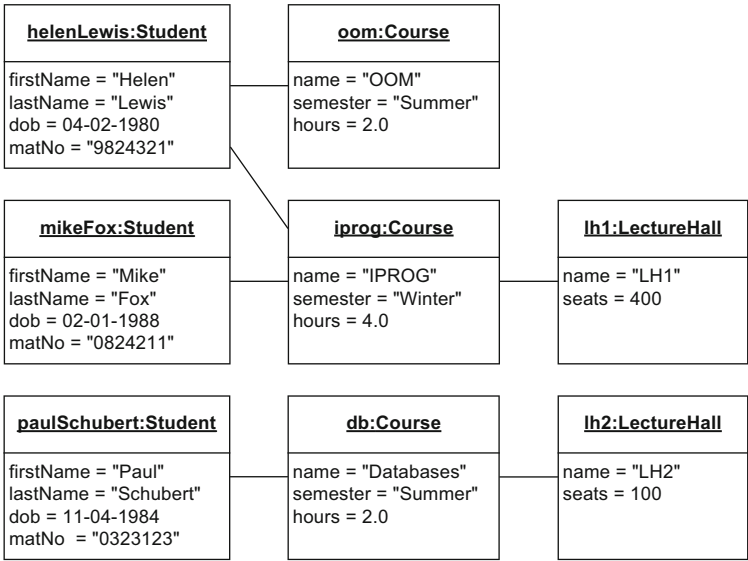 helenLewis:Student
firstName = "Helen"
lastName = "Lewis"
dob = 04-02-1980
matNo = "9824321"
oom:Course
name = "OOM"
semester = "Summer"
hours = 2.0
mikeFox:Student
firstName = "Mike"
lastName = "Fox"
dob = 02-01-1988
matNo = "0824211"
iprog:Course
name = "IPROG"
semester = "Winter"
hours = 4.0
lh1:LectureHall
name = "LH1"
seats = 400
paulSchubert:Student
firstName = "Paul"
lastName = "Schubert"
dob = 11-04-1984
matNo = "0323123"
db:Course
name = "Databases"
semester = "Summer"
hours = 2.0
lh2:LectureHall
name = "LH2"
seats = 100